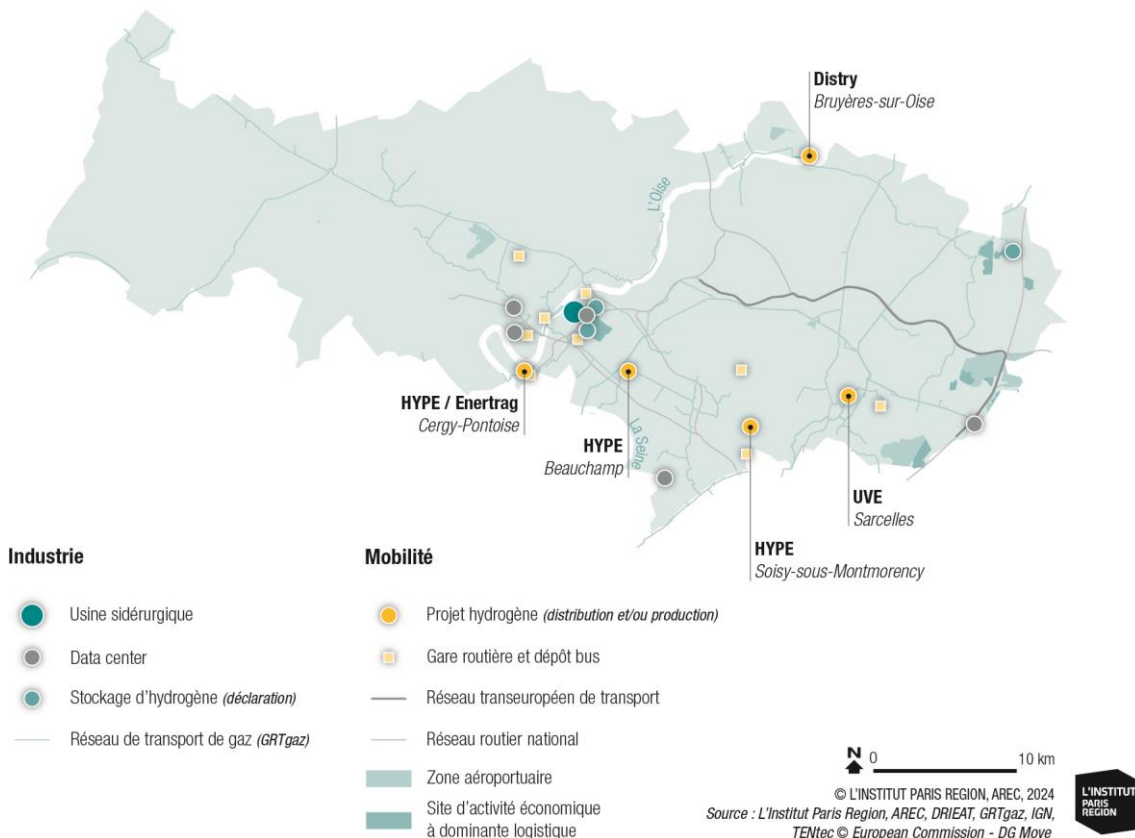 Distry
Bruyères-sur-Oise
L'Oise
HYPE / Enertrag
Cergy-Pontoise
HYPE
Beauchamp
La Seine
UVE
Sarcelles
HYPE
Soisy-sous-Montmorency
Industrie
Usine sidérurgique
Data center
Stockage d'hydrogène (déclaration)
Réseau de transport de gaz (GRTgaz)
Mobilité
Projet hydrogène (distribution et/ou production)
Gare routière et dépôt bus
Réseau transeuropéen de transport
Réseau routier national
Zone aéroportuaire
Site d'activité économique
à dominante logistique
N 0 10 km
© L'INSTITUT PARIS REGION, AREC, 2024
Source : L'Institut Paris Region, AREC, DRIEAT, GRTgaz, IGN,
TENtec © European Commission - DG Move
L'INSTITUT
PARIS
REGION